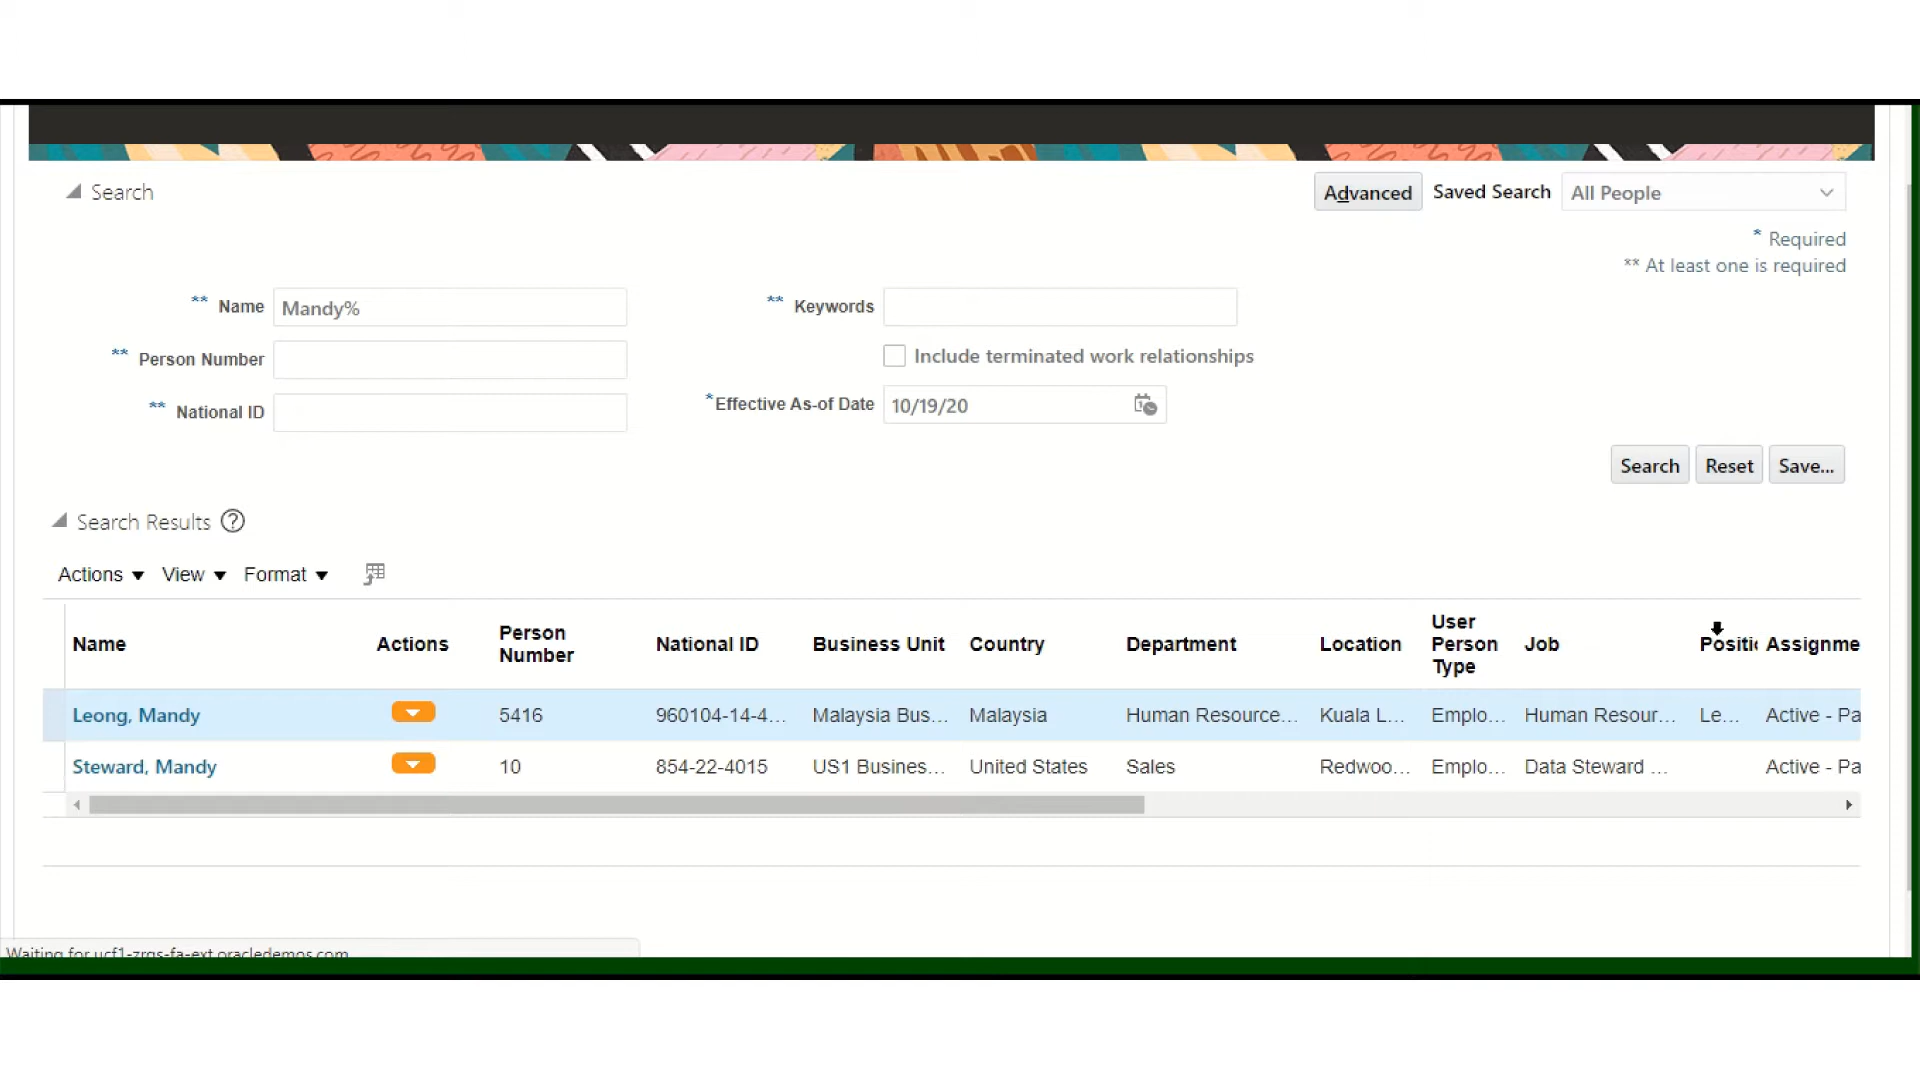 Search
Advanced Saved Search All People
* Required
** At least one is required
** Name Mandy%
** Keywords
** Person Number
Include terminated work relationships
** National ID
*Effective As-of Date 10/19/20
Search Reset Save...
Search Results ?
Actions View Format
Name Actions Person Number National ID Business Unit Country Department Location User Person Type Job Positic Assignme
Leong, Mandy 5416 960104-14-4... Malaysia Bus... Malaysia Human Resource... Kuala L... Emplo... Human Resour... Le... Active - Pa
Steward, Mandy 10 854-22-4015 US1 Busines... United States Sales Redwoo... Emplo... Data Steward ... Active - Pa
Waiting for ucf1-zrqs-fa-ext.oracledemos.com